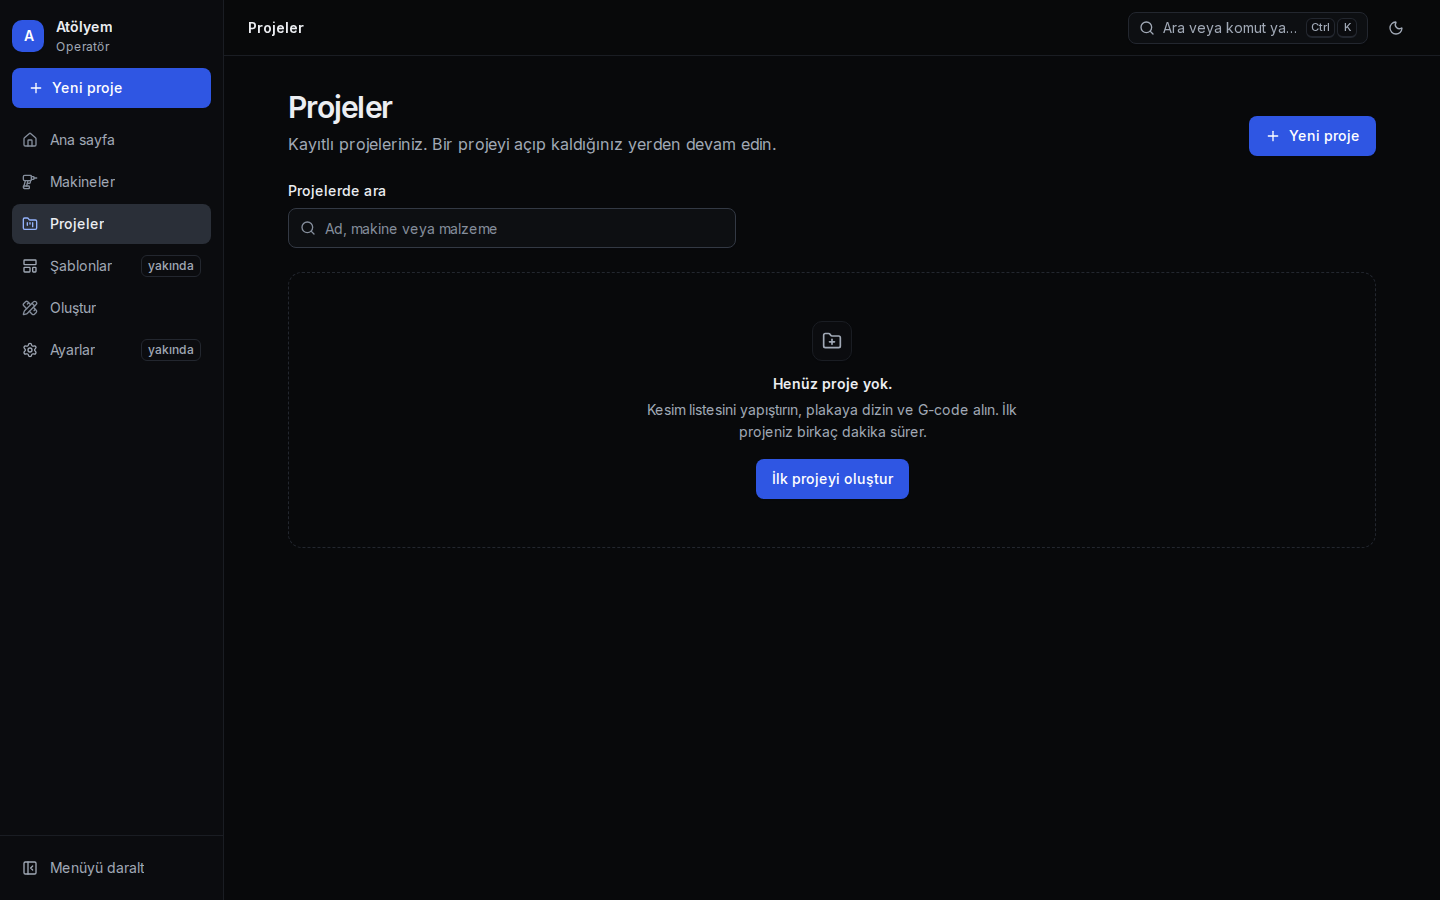 A
Atölyem
Operatör
Yeni proje
Ana sayfa
Makineler
Projeler
Şablonlar yakında
Oluştur
Ayarlar yakında
Menüyü daralt
Projeler
Ara veya komut ya... Ctrl K
Projeler
Kayıtlı projeleriniz. Bir projeyi açıp kaldığınız yerden devam edin.
Yeni proje
Projelerde ara
Ad, makine veya malzeme
Henüz proje yok.
Kesim listesini yapıştırın, plakaya dizin ve G-code alın. İlk
projeniz birkaç dakika sürer.
İlk projeyi oluştur